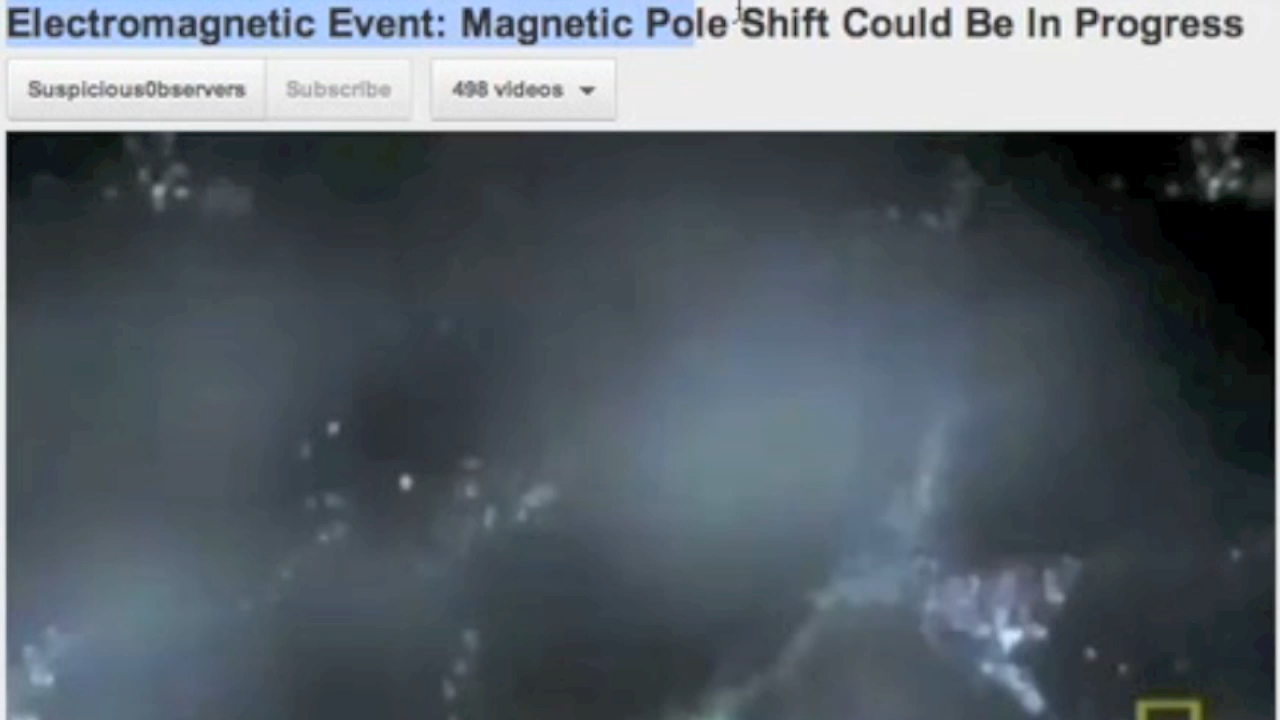 Electromagnetic Event: Magnetic Pole Shift Could Be In Progress
Suspicious0bservers Subscribe 498 videos